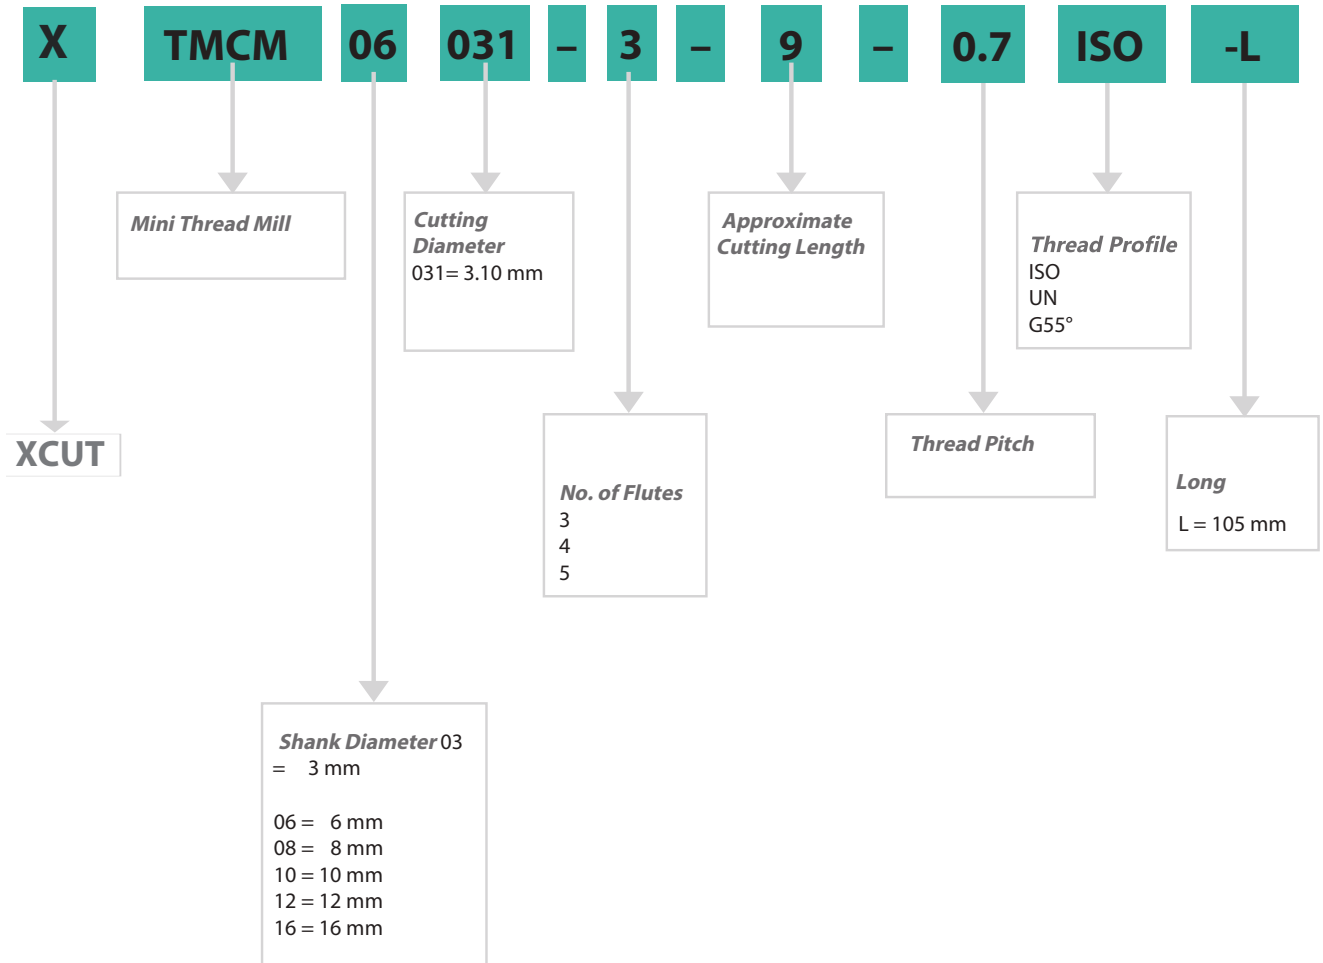 X TMCM 06 031 – 3 – 9 – 0.7 ISO -L
Mini Thread Mill
Cutting
Diameter
031= 3.10 mm
Approximate
Cutting Length
Thread Profile
ISO
UN
G55°
XCUT
No. of Flutes
3
4
5
Thread Pitch
Long
L = 105 mm
Shank Diameter 03
= 3 mm
06 = 6 mm
08 = 8 mm
10 = 10 mm
12 = 12 mm
16 = 16 mm